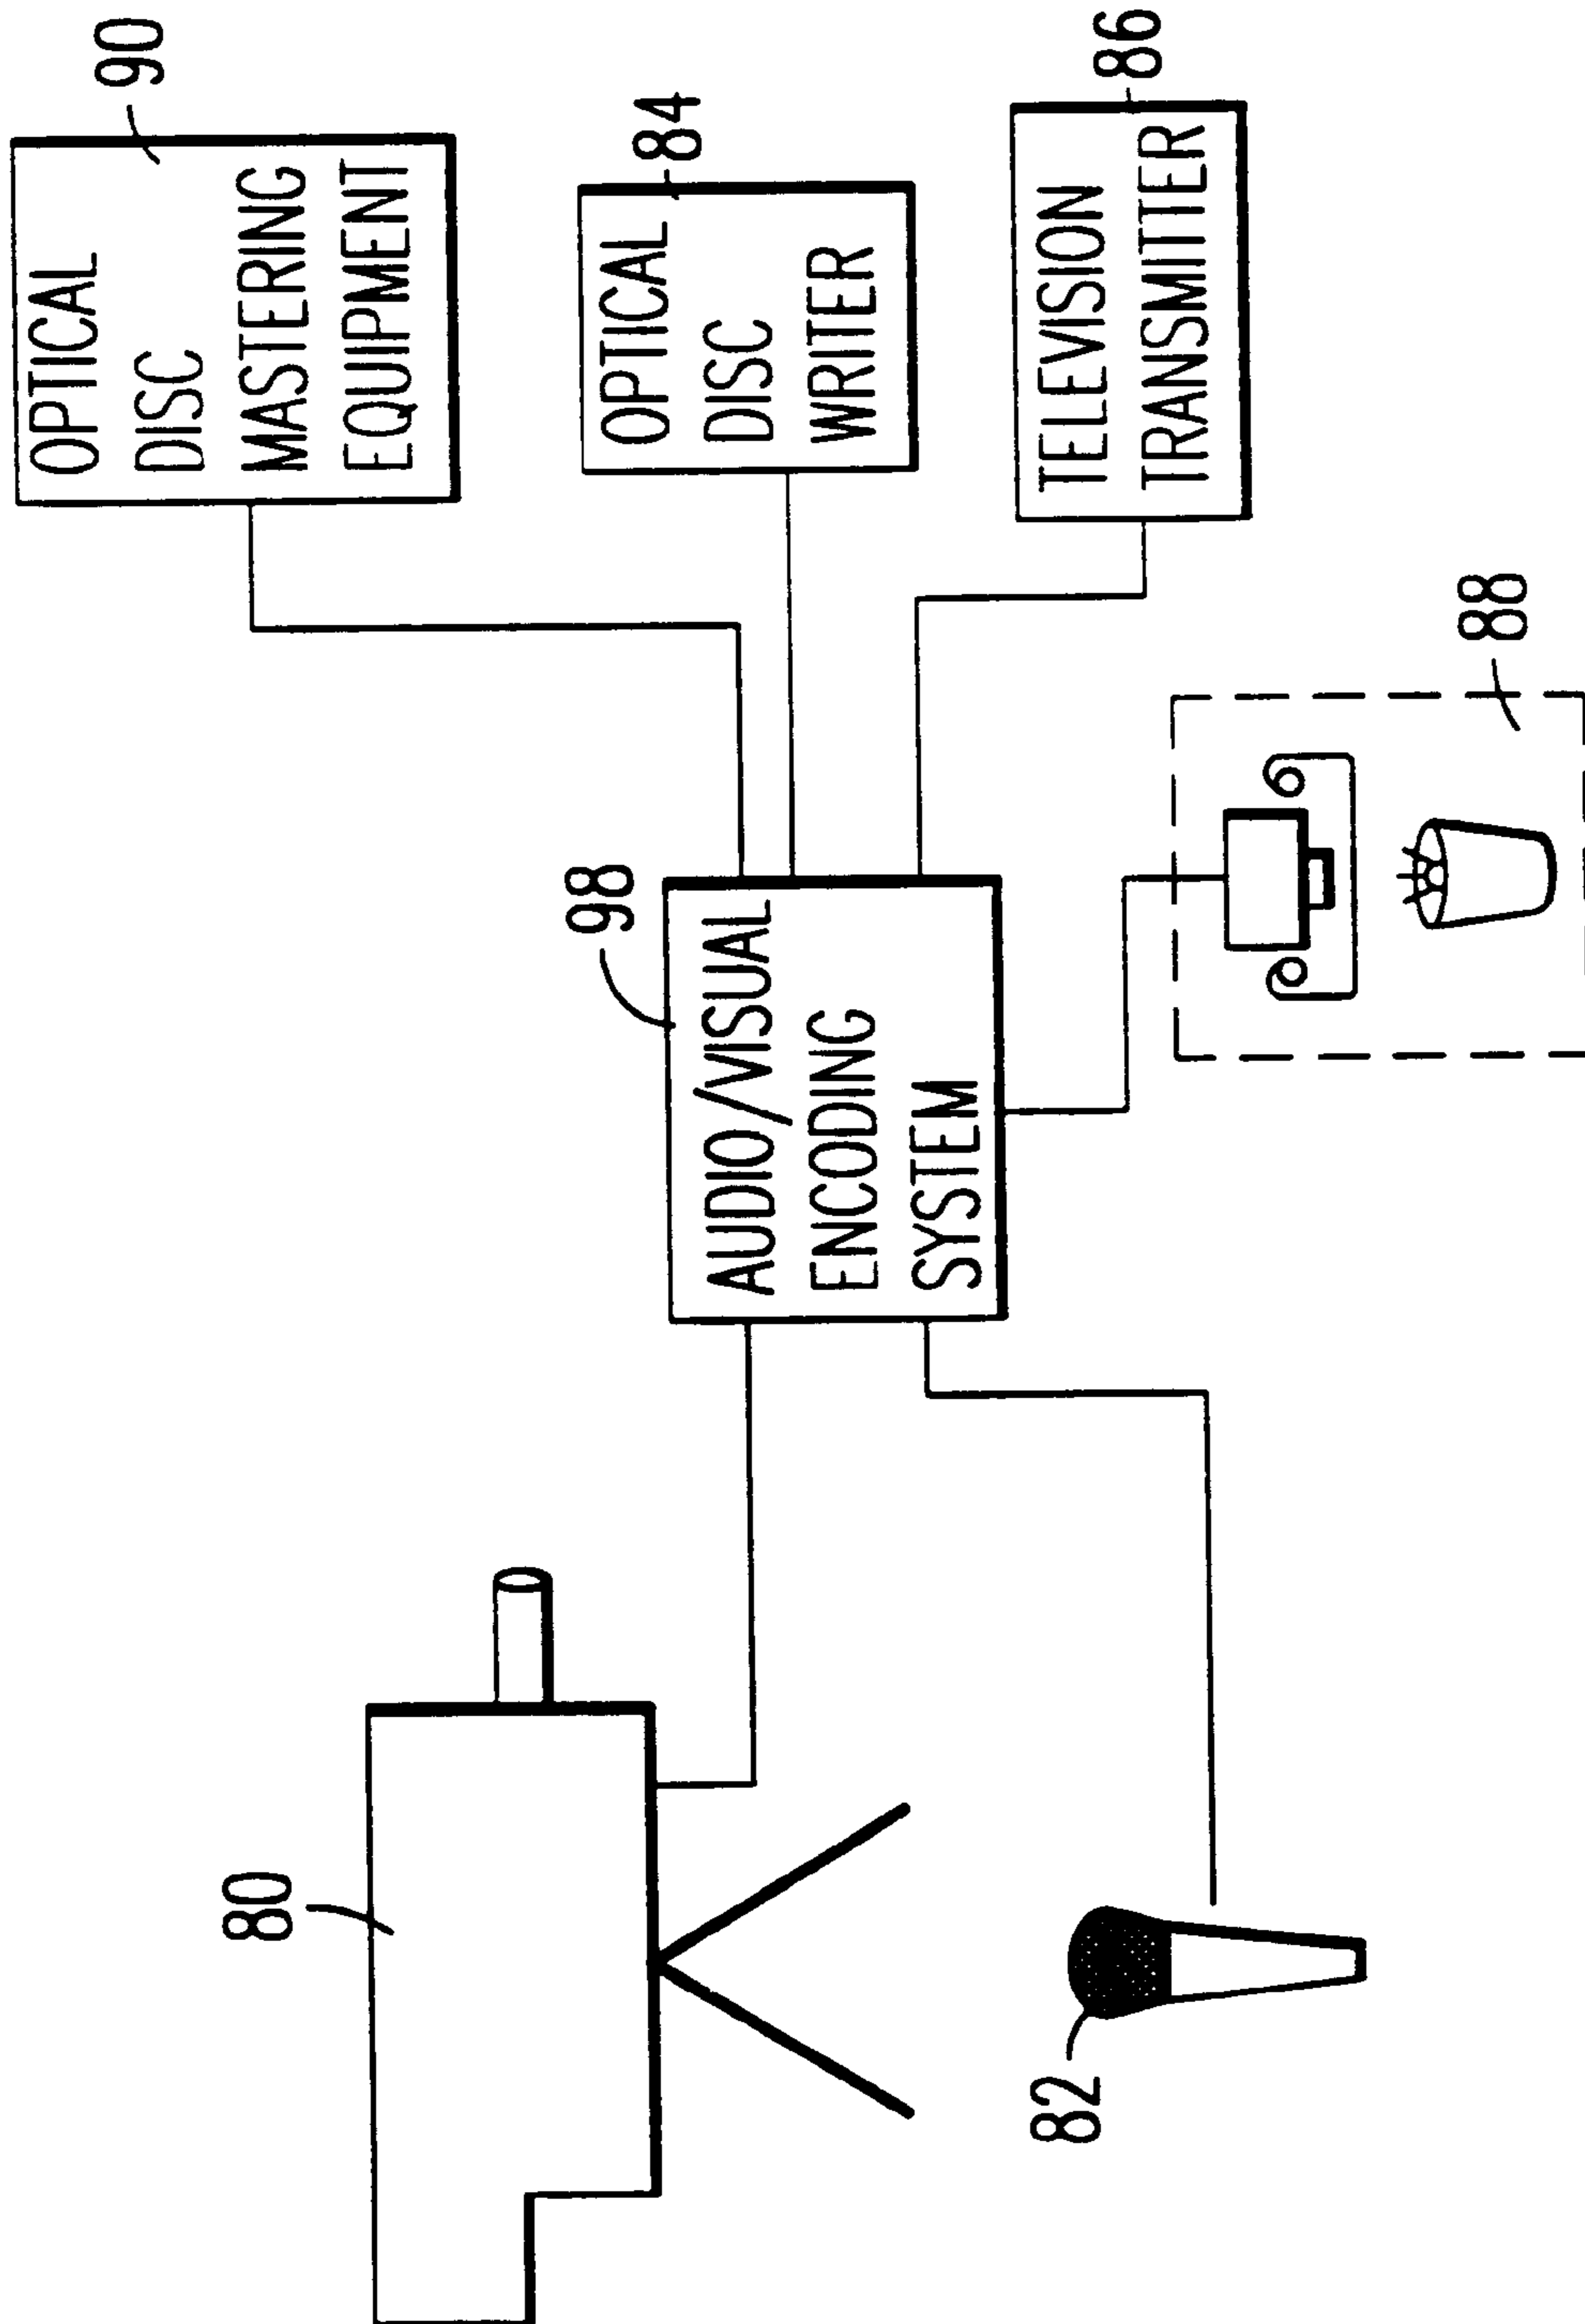 90
OPTICAL
DISC
MASTERING
EQUIPMENT
84
OPTICAL
DISC
WRITER
86
TELEVISION
TRANSMITTER
98
AUDIO/VISUAL
ENCODING
SYSTEM
88
80
82